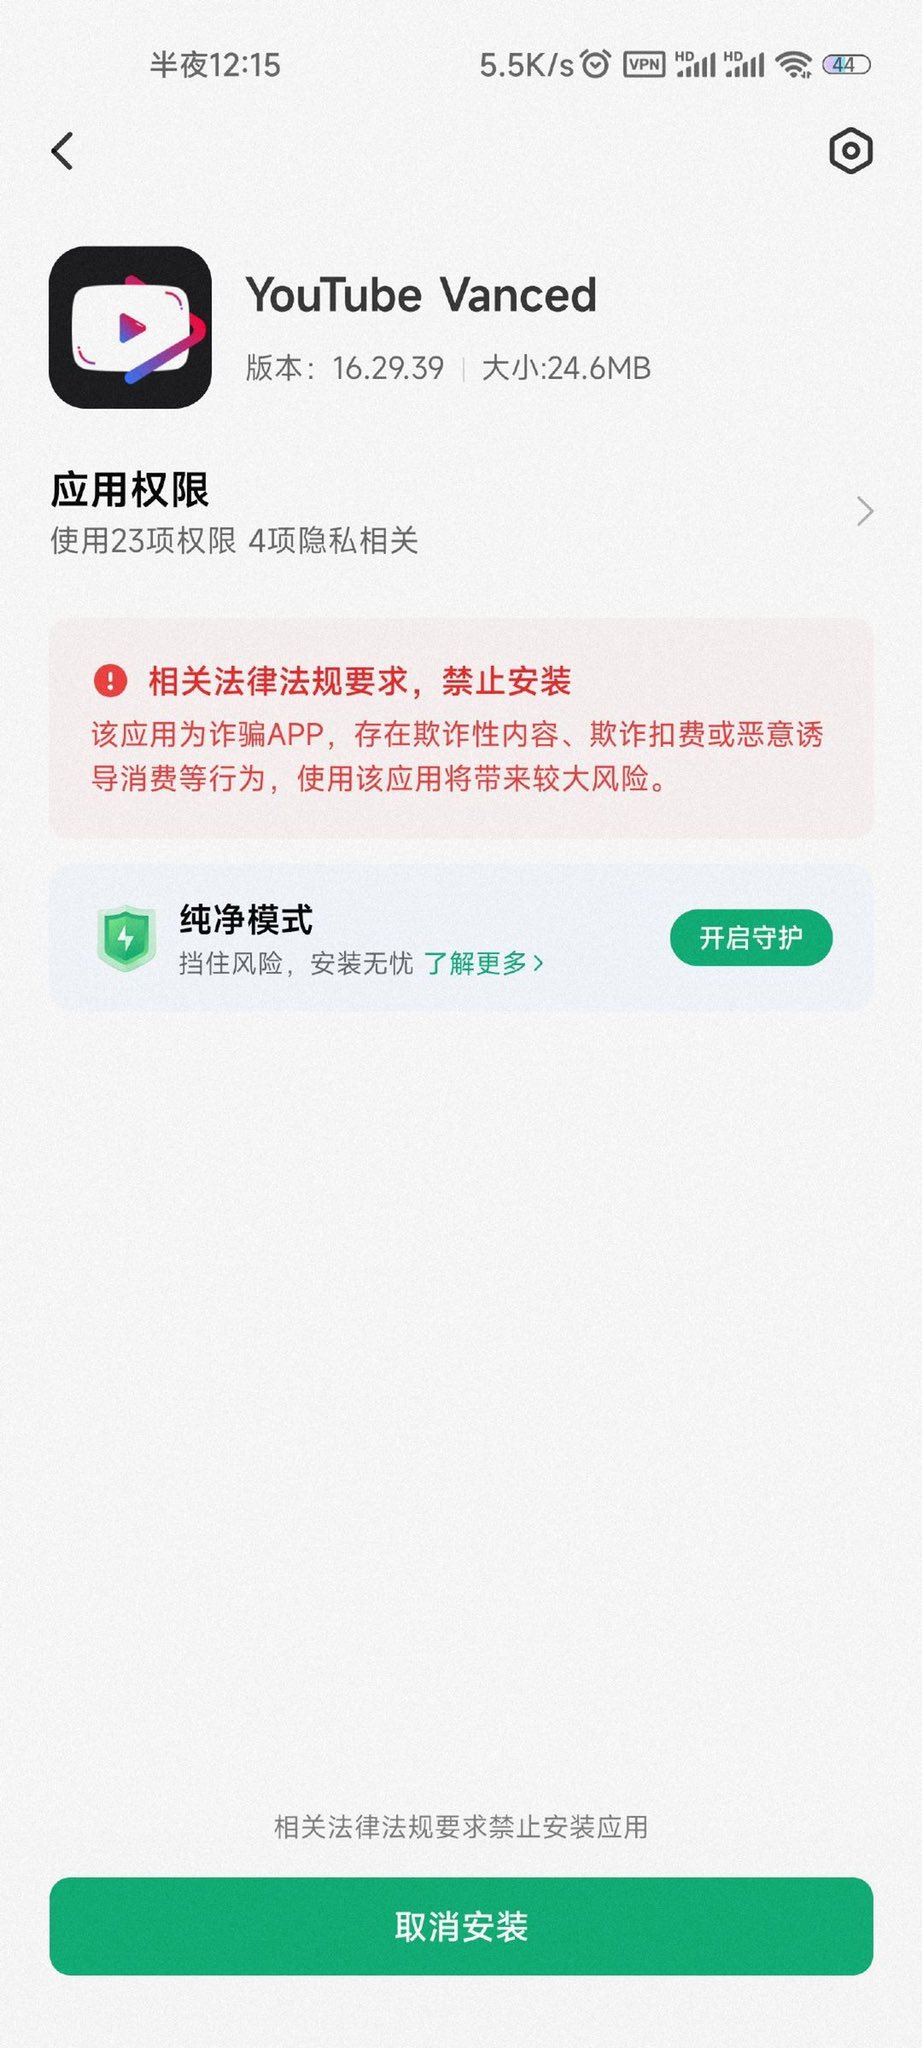 半夜12:15 5.5K/s VPN HD HD 44
YouTube Vanced
版本：16.29.39 | 大小:24.6MB
应用权限
使用23项权限 4项隐私相关
相关法律法规要求，禁止安装
该应用为诈骗APP，存在欺诈性内容、欺诈扣费或恶意诱
导消费等行为，使用该应用将带来较大风险。
纯净模式
挡住风险，安装无忧 了解更多>
开启守护
相关法律法规要求禁止安装应用
取消安装